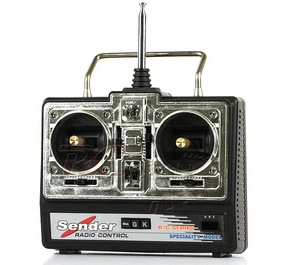 Sender
RADIO CONTROL
G K
R/C SERIES
SPECIALITY MODEL